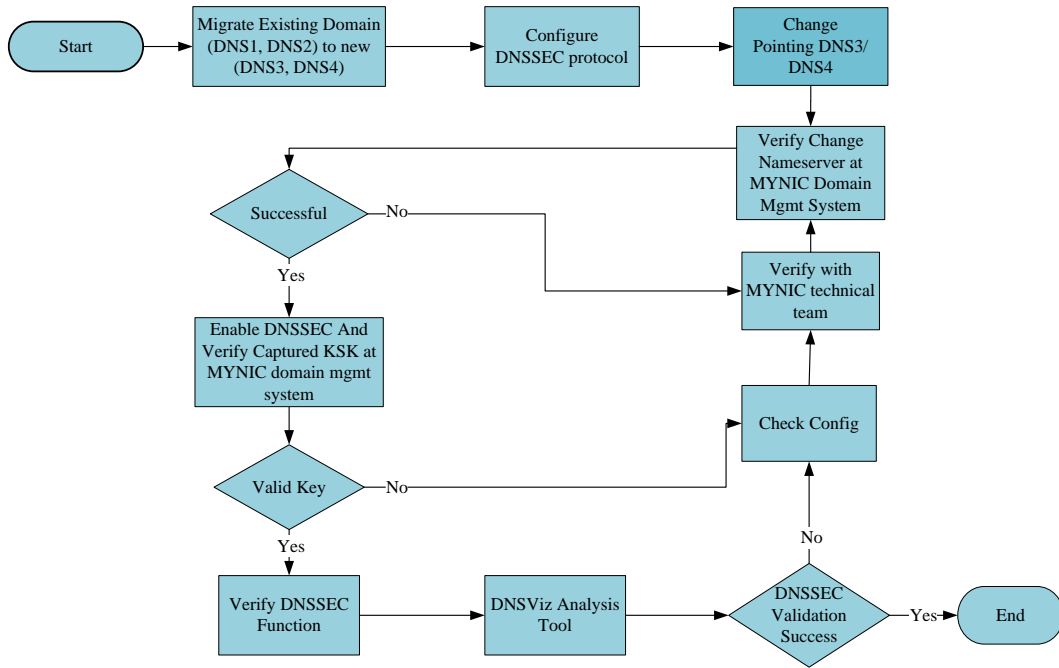 Start
Migrate Existing Domain
(DNS1, DNS2) to new
(DNS3, DNS4)
Configure
DNSSEC protocol
Change
Pointing DNS3/
DNS4
Verify Change
Nameserver at
MYNIC Domain
Mgmt System
Successful
No
Yes
Verify with
MYNIC technical
team
Enable DNSSEC And
Verify Captured KSK at
MYNIC domain mgmt
system
Check Config
Valid Key
No
Yes
No
Verify DNSSEC
Function
DNSViz Analysis
Tool
DNSSEC
Validation
Success
Yes
End